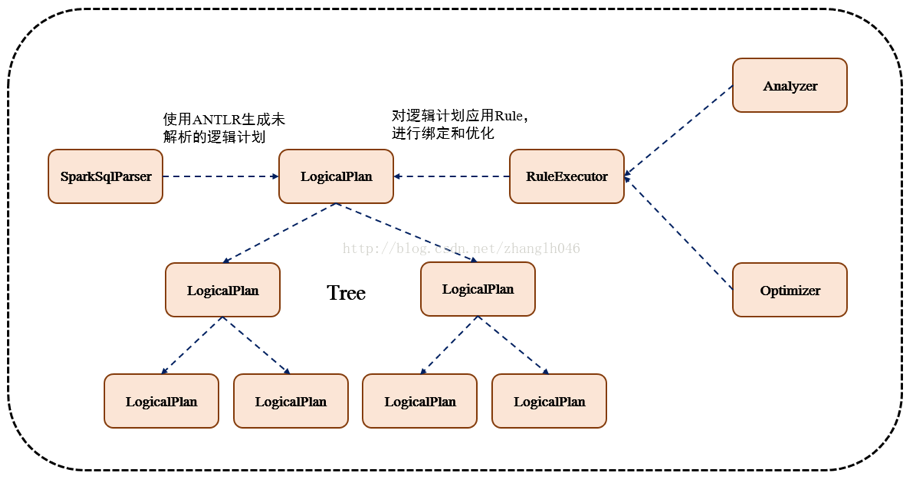 Analyzer
使用ANTLR生成未
解析的逻辑计划
对逻辑计划应用Rule，
进行绑定和优化
SparkSqlParser
LogicalPlan
RuleExecutor
http://blog.csdn.net/zhanglh046
LogicalPlan
Tree
LogicalPlan
Optimizer
LogicalPlan
LogicalPlan
LogicalPlan
LogicalPlan